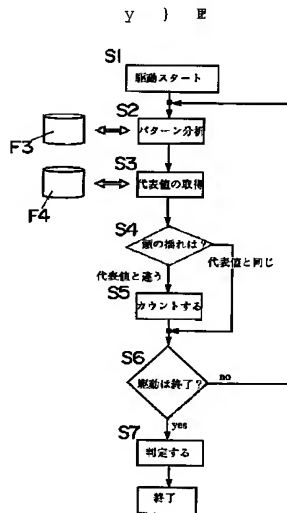 S1
駆動スタート
S2
パターン分析
F3
S3
代表値の取得
F4
S4
頭の揺れは?
代表値と同じ
代表値と違う
S5
カウントする
S6
駆動は終了?
no
yes
S7
判定する
終了